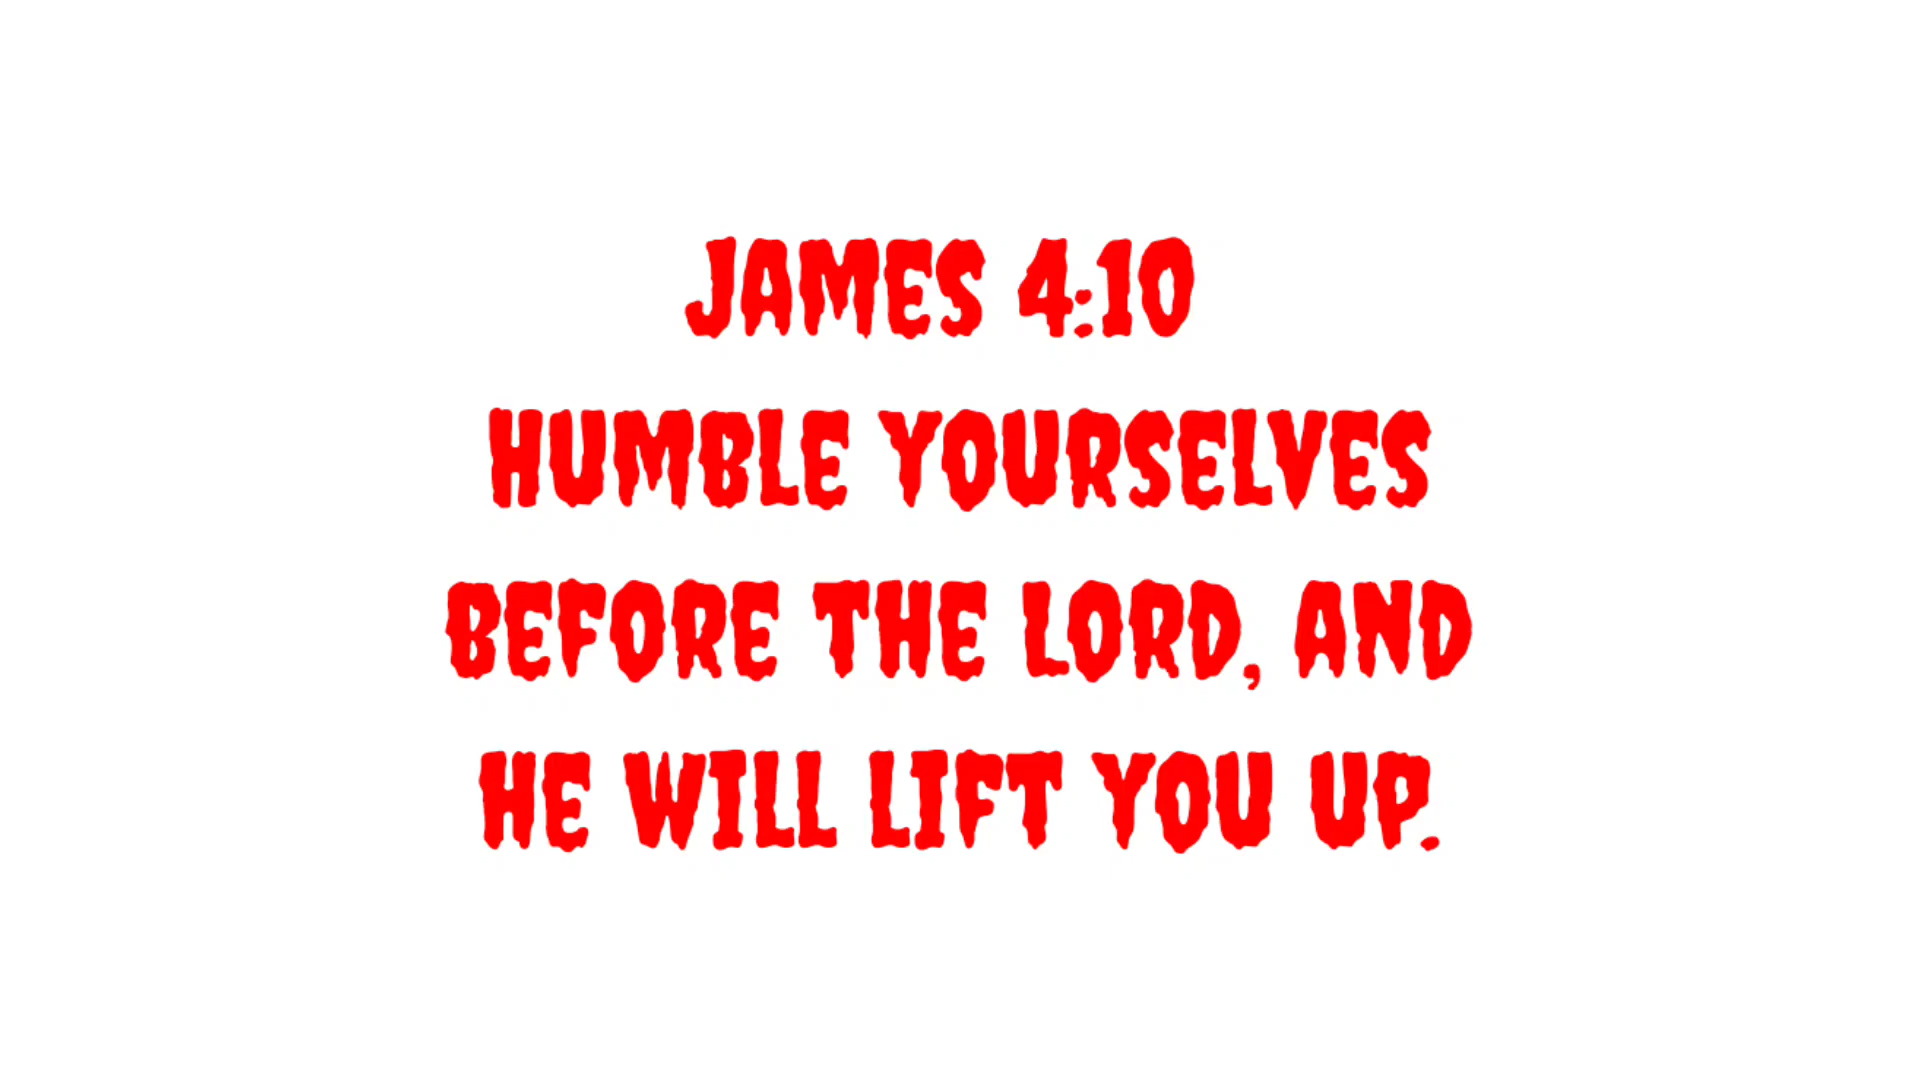 JAMES 4:10
HUMBLE YOURSELVES
BEFORE THE LORD, AND
HE WILL LIFT YOU UP.